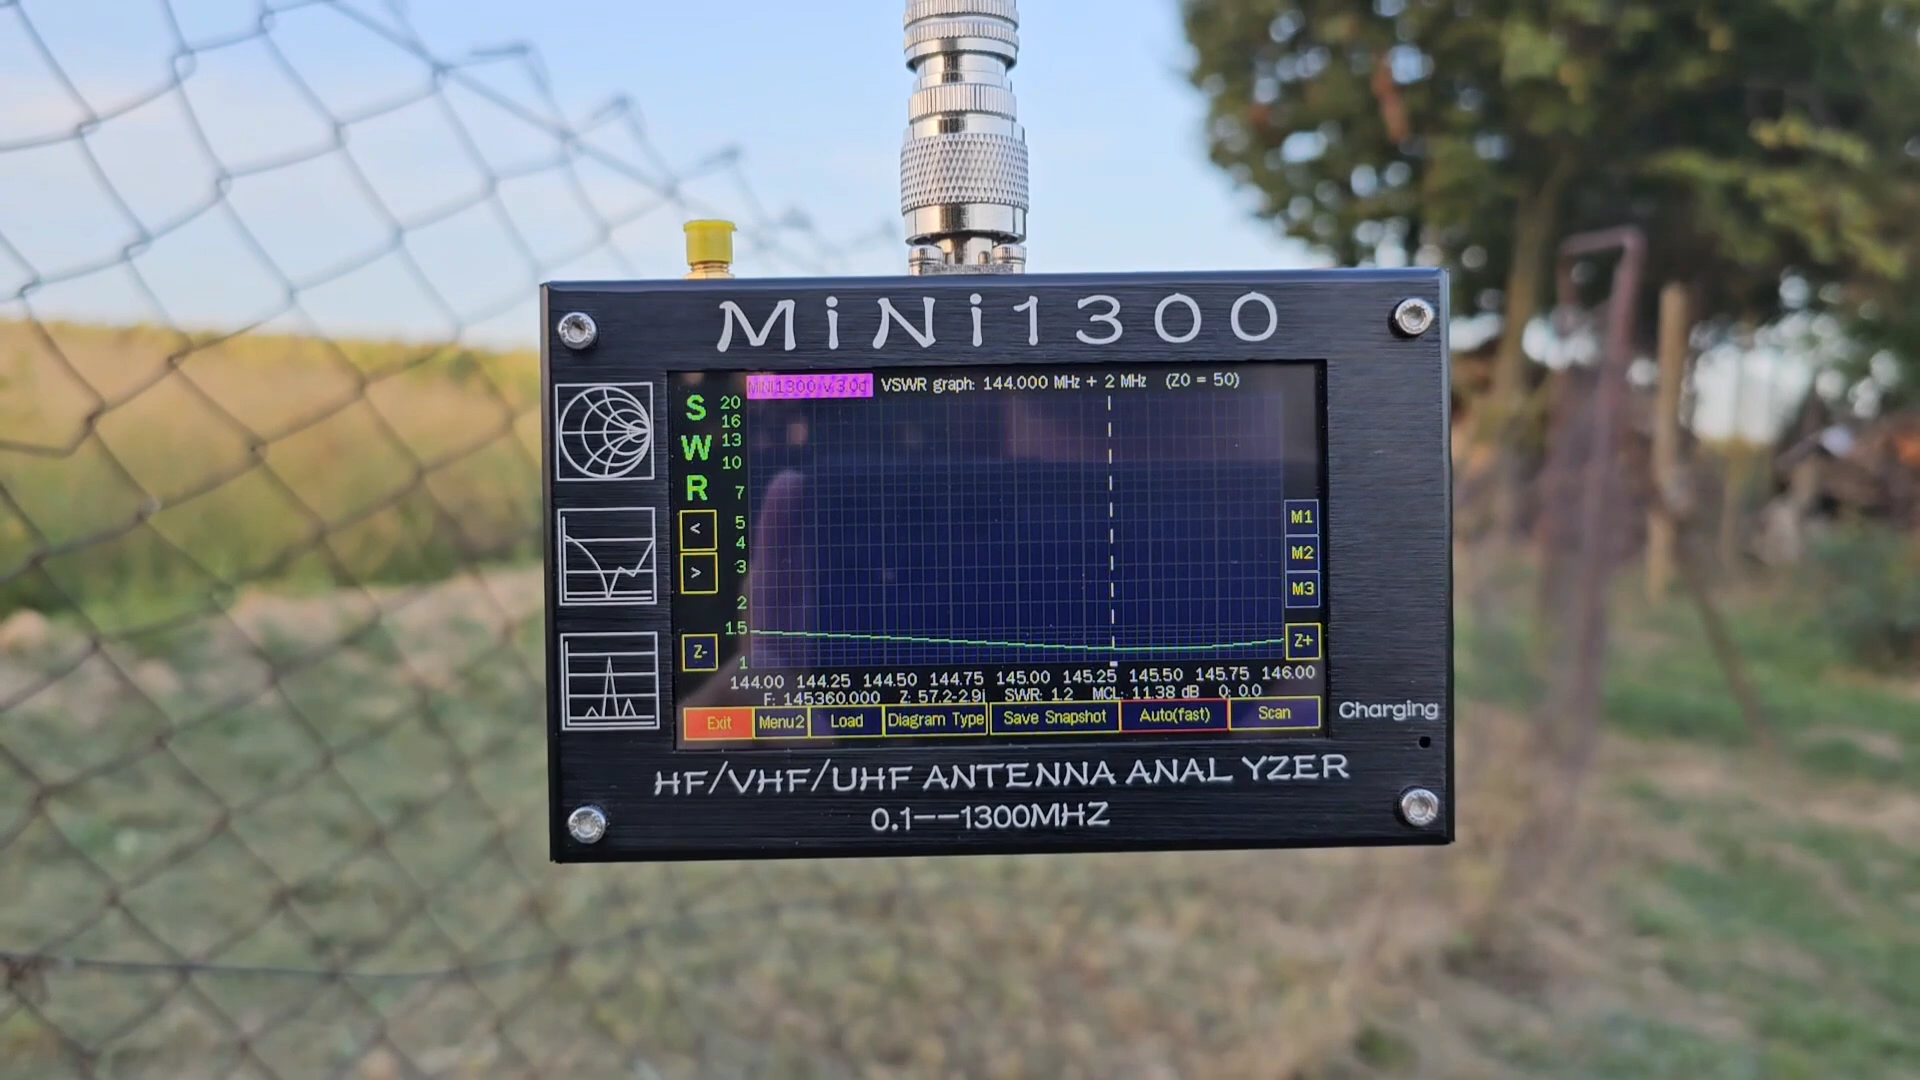 MiNi1300
MINI1300 v.3.0d VSWR graph: 144.000 MHz + 2 MHz (Z0 = 50)
S
W
R
20
16
13
10
7
5
4
3
2
1.5
1
<
>
Z-
M1
M2
M3
Z+
144.00 144.25 144.50 144.75 145.00 145.25 145.50 145.75 146.00
F: 145360.000 Z: 57.2-2.9j SWR: 1.2 MCL: 11.38 dB Q: 0.0
Exit Menu2 Load Diagram Type Save Snapshot Auto(fast) Scan
Charging
HF/VHF/UHF ANTENNA ANALYZER
0.1--1300MHZ